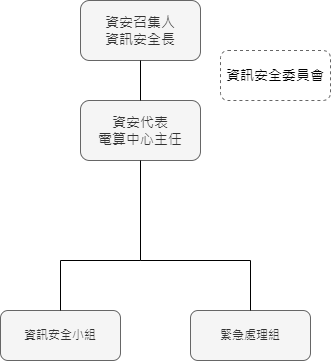 資安召集人
資訊安全長
資訊安全委員會
資安代表
電算中心主任
資訊安全小組
緊急處理組